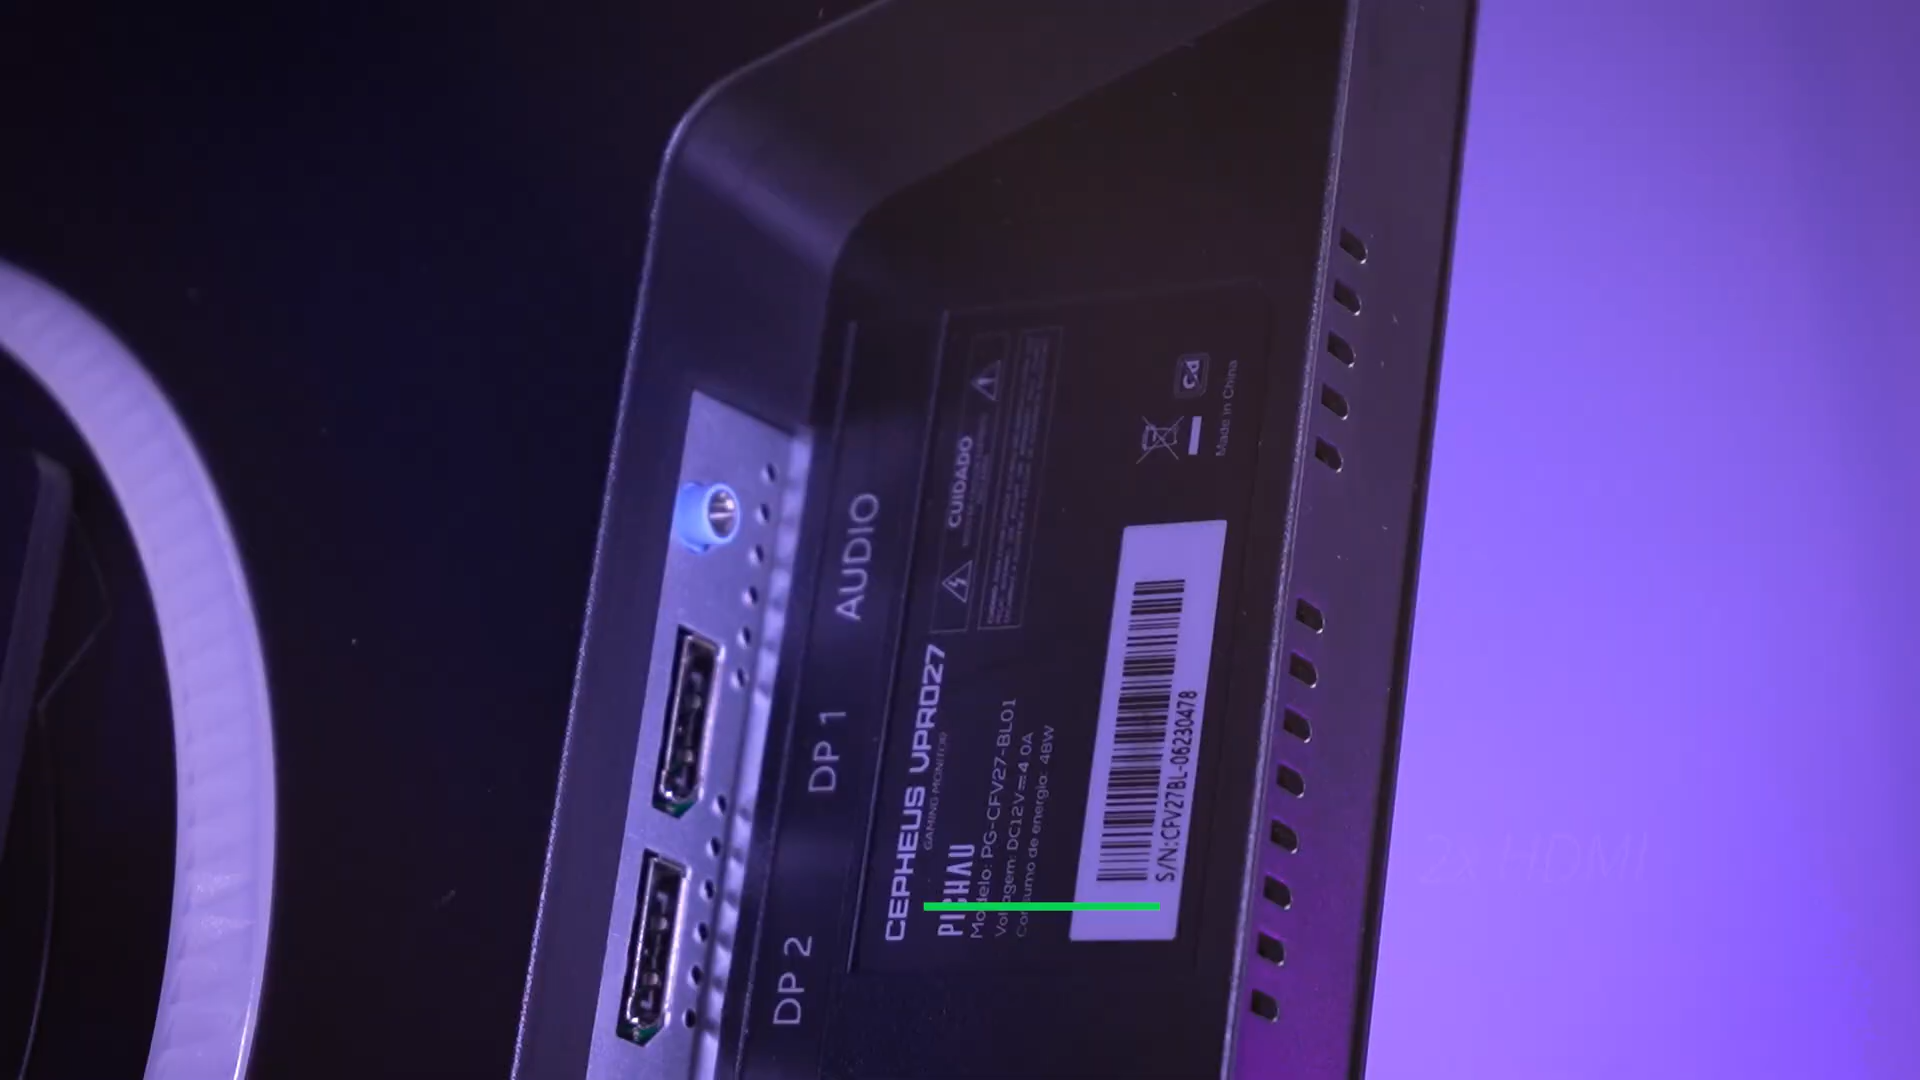 AUDIO
DP 1
DP 2
CEPHEUS VPRO27
GAMING MONITOR
PICHAU
Modelo: PG-CFV27-BL01
Voltagem: DC12V⎓4.0A
Consumo de energia: 48W
CUIDADO
Made in China
S/N:CFV27BL-06230478
2x HDMI